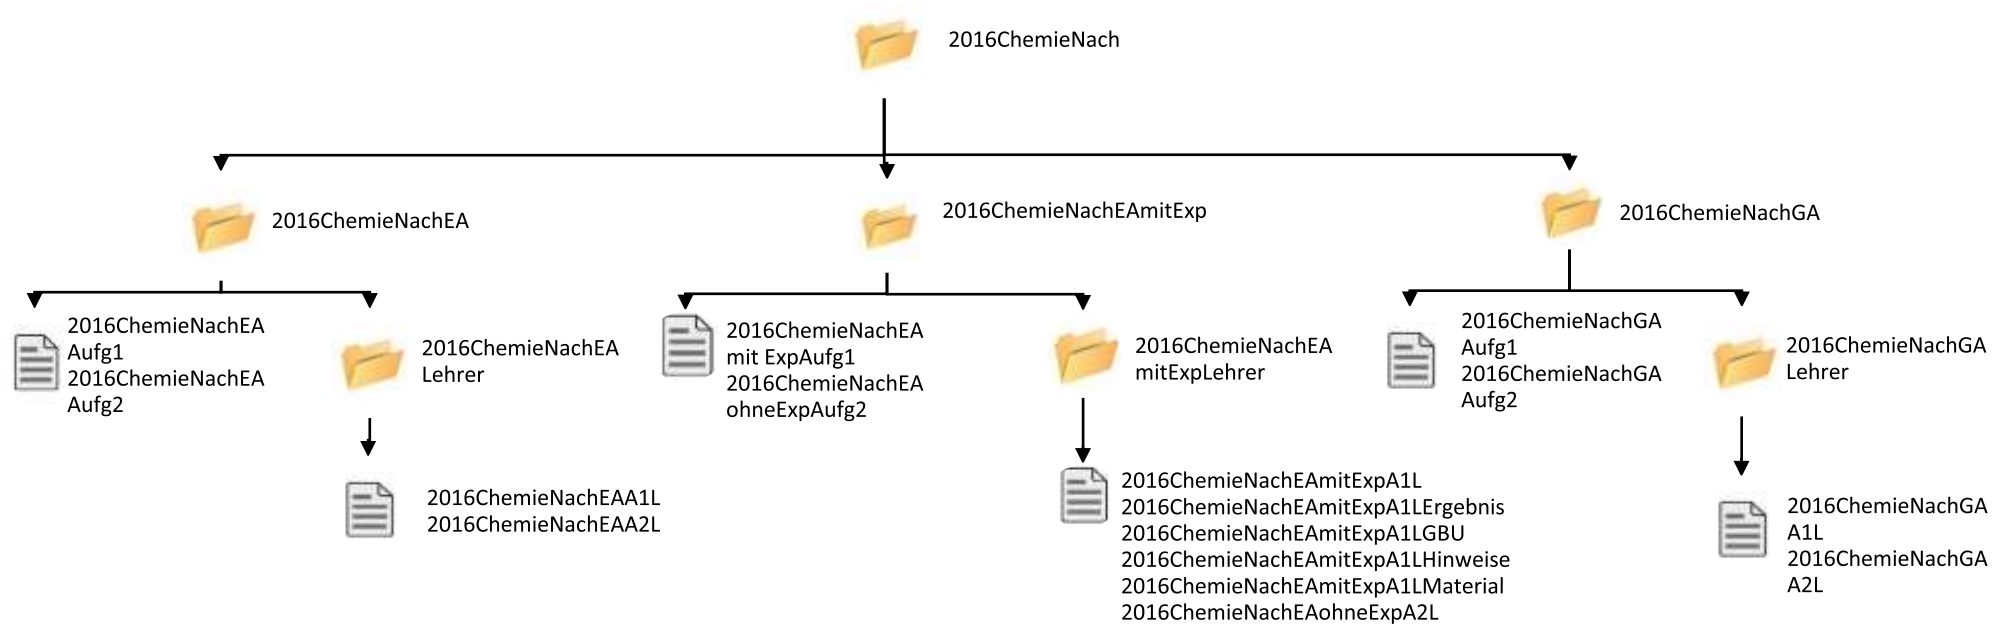 2016ChemieNach
2016ChemieNachEA
2016ChemieNachEAmitExp
2016ChemieNachGA
2016ChemieNachEA
Aufg1
2016ChemieNachEA
Aufg2
2016ChemieNachEA
Lehrer
2016ChemieNachEA
mit ExpAufg1
2016ChemieNachEA
ohneExpAufg2
2016ChemieNachEA
mitExpLehrer
2016ChemieNachGA
Aufg1
2016ChemieNachGA
Aufg2
2016ChemieNachGA
Lehrer
2016ChemieNachEAA1L
2016ChemieNachEAA2L
2016ChemieNachEAmitExpA1L
2016ChemieNachEAmitExpA1LErgebnis
2016ChemieNachEAmitExpA1LGBU
2016ChemieNachEAmitExpA1LHinweise
2016ChemieNachEAmitExpA1LMaterial
2016ChemieNachEAohneExpA2L
2016ChemieNachGA
A1L
2016ChemieNachGA
A2L